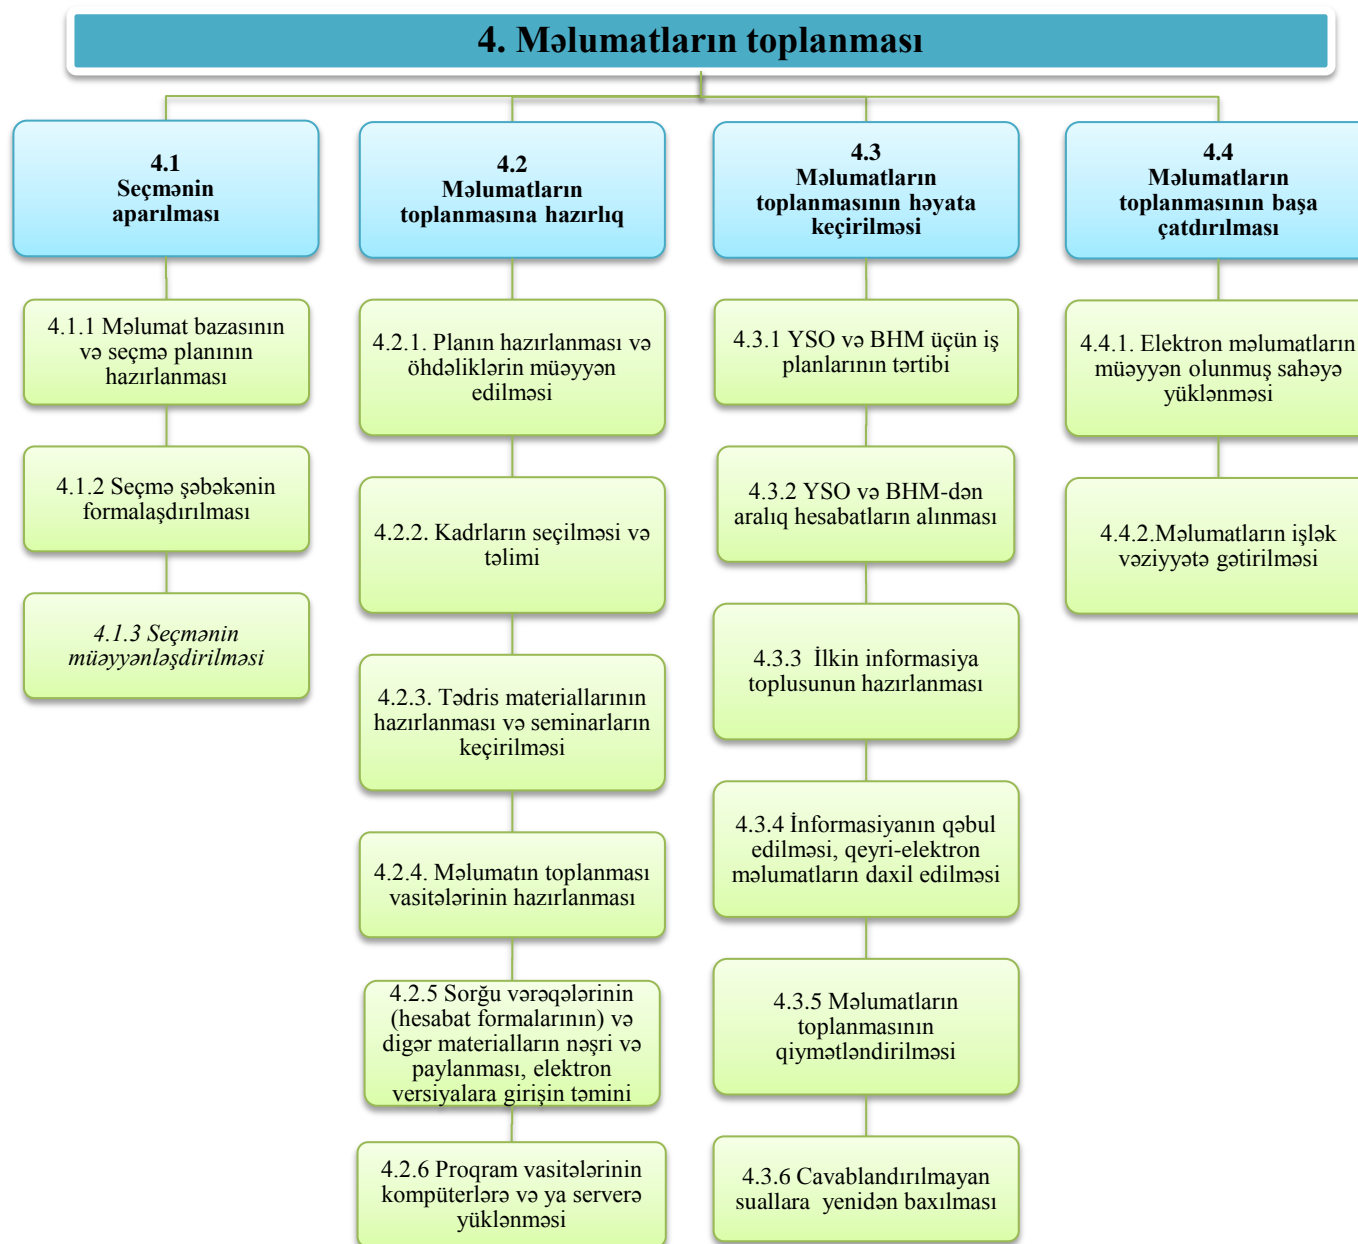 4. Məlumatların toplanması
4.1
Seçmənin
aparılması
4.1.1 Məlumat bazasının
və seçmə planının
hazırlanması
4.1.2 Seçmə şəbəkənin
formalaşdırılması
4.1.3 Seçmənin
müəyyənləşdirilməsi
4.2
Məlumatların
toplanmasına hazırlıq
4.2.1. Planın hazırlanması və
öhdəliklərin müəyyən
edilməsi
4.2.2. Kadrların seçilməsi və
təlimi
4.2.3. Tədris materiallarının
hazırlanması və seminarların
keçirilməsi
4.2.4. Məlumatın toplanması
vasitələrinin hazırlanması
4.2.5 Sorğu vərəqələrinin
(hesabat formalarının) və
digər materialların nəşri və
paylanması, elektron
versiyalara girişin təmini
4.2.6 Proqram vasitələrinin
kompüterlərə və ya serverə
yüklənməsi
4.3
Məlumatların
toplanmasının həyata
keçirilməsi
4.3.1 YSO və BHM üçün iş
planlarının tərtibi
4.3.2 YSO və BHM-dən
aralıq hesabatların alınması
4.3.3  İlkin informasiya
toplusunun hazırlanması
4.3.4 İnformasiyanın qəbul
edilməsi, qeyri-elektron
məlumatların daxil edilməsi
4.3.5 Məlumatların
toplanmasının
qiymətləndirilməsi
4.3.6 Cavablandırılmayan
suallara  yenidən baxılması
4.4
Məlumatların
toplanmasının başa
çatdırılması
4.4.1. Elektron məlumatların
müəyyən olunmuş sahəyə
yüklənməsi
4.4.2.Məlumatların işlək
vəziyyətə gətirilməsi